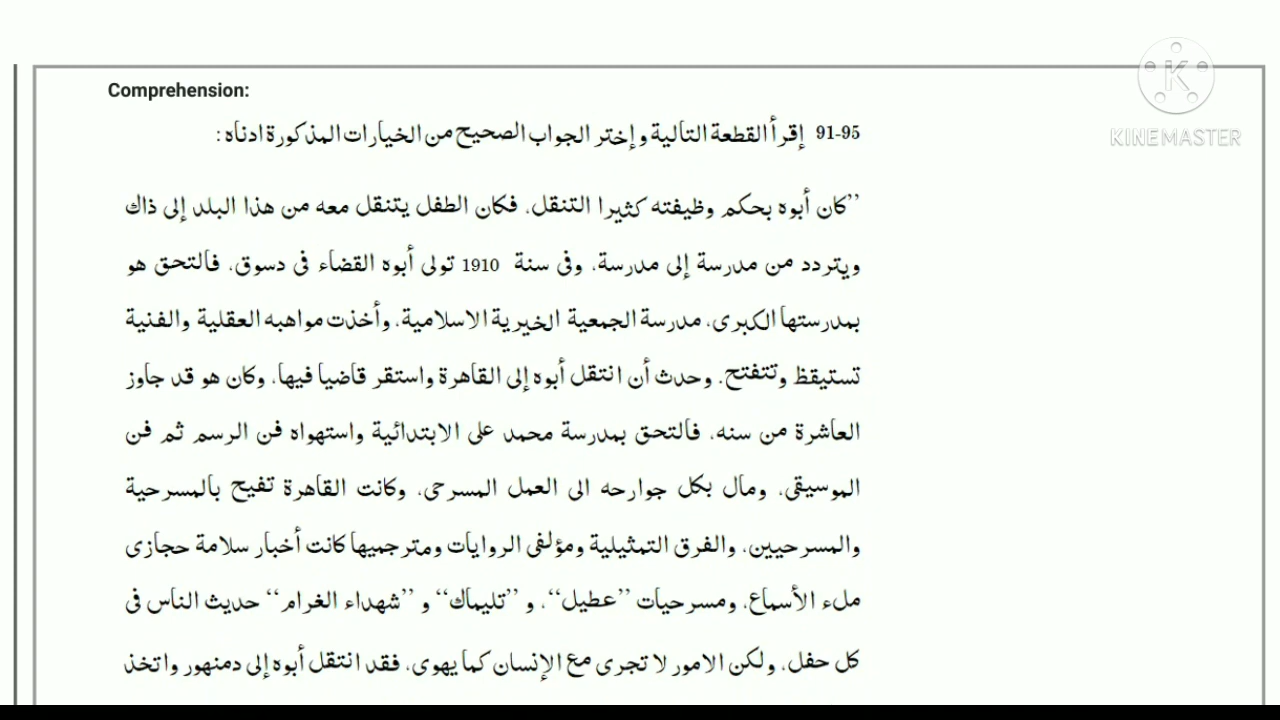 Comprehension:
KINEMASTER
91-95 إقرأ القطعة التالية وإختر الجواب الصحيح من الخيارات المذكورة ادناه :
’’كان أبوه بحكم وظيفته كثيرا التنقل، فكان الطفل يتنقل معه من هذا البلد إلى ذاك
ويتردد من مدرسة إلى مدرسة، وفى سنة 1910 تولى أبوه القضاء فى دسوق، فالتحق هو
بمدرستها الكبرى، مدرسة الجمعية الخيرية الاسلامية، وأخذت مواهبه العقلية والفنية
تستيقظ وتتفتح. وحدث أن انتقل أبوه إلى القاهرة واستقر قاضيا فيها، وكان هو قد جاوز
العاشرة من سنه، فالتحق بمدرسة محمد على الابتدائية واستهواه فن الرسم ثم فن
الموسيقى، ومال بكل جوارحه الى العمل المسرحى، وكانت القاهرة تفيح بالمسرحية
والمسرحيين، والفرق التمثيلية ومؤلفى الروايات ومترجميها كانت أخبار سلامة حجازى
ملء الأسماع، ومسرحيات ’’عطيل‘‘، و ’’تليماك‘‘ و ’’شهداء الغرام‘‘ حديث الناس فى
كل حفل، ولكن الامور لا تجرى مع الإنسان كما يهوى، فقد انتقل أبوه إلى دمنهور واتخذ